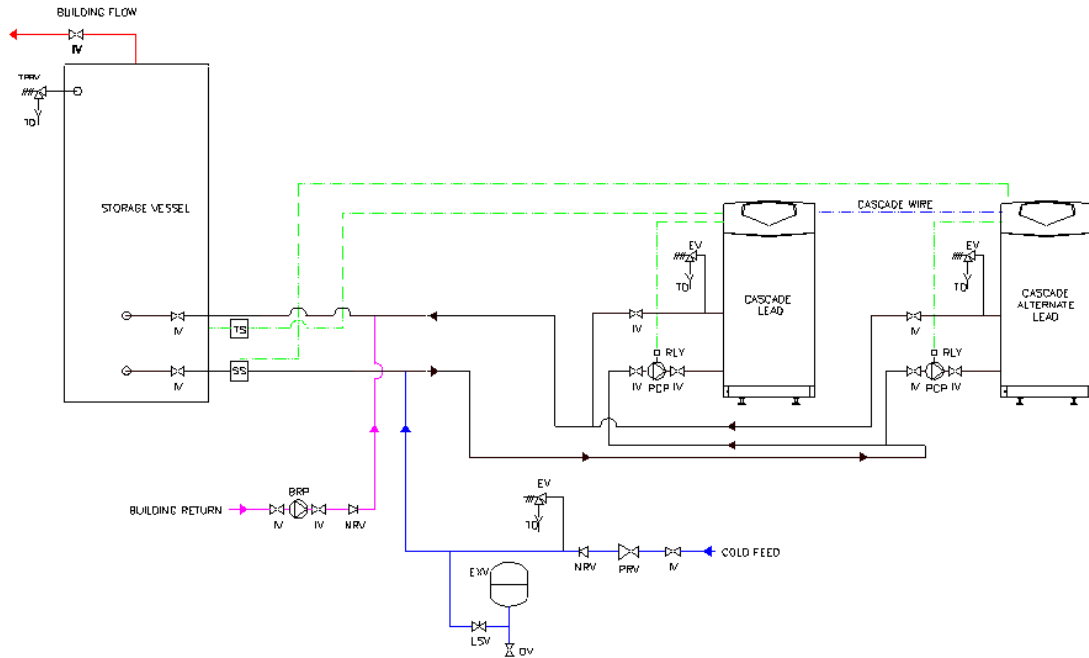 BUILDING FLOW
IV
TPRV
TD
STORAGE VESSEL
CASCADE WIRE
EV
TD
EV
TD
CASCADE
LEAD
CASCADE
ALTERNATE
LEAD
IV
TS
IV
IV
RLY
RLY
IV
SS
IV
PCP
IV
IV
PCP
IV
BRP
BUILDING RETURN
IV
IV
NRV
EV
TD
COLD FEED
NRV
PRV
IV
EXV
LSV
DV